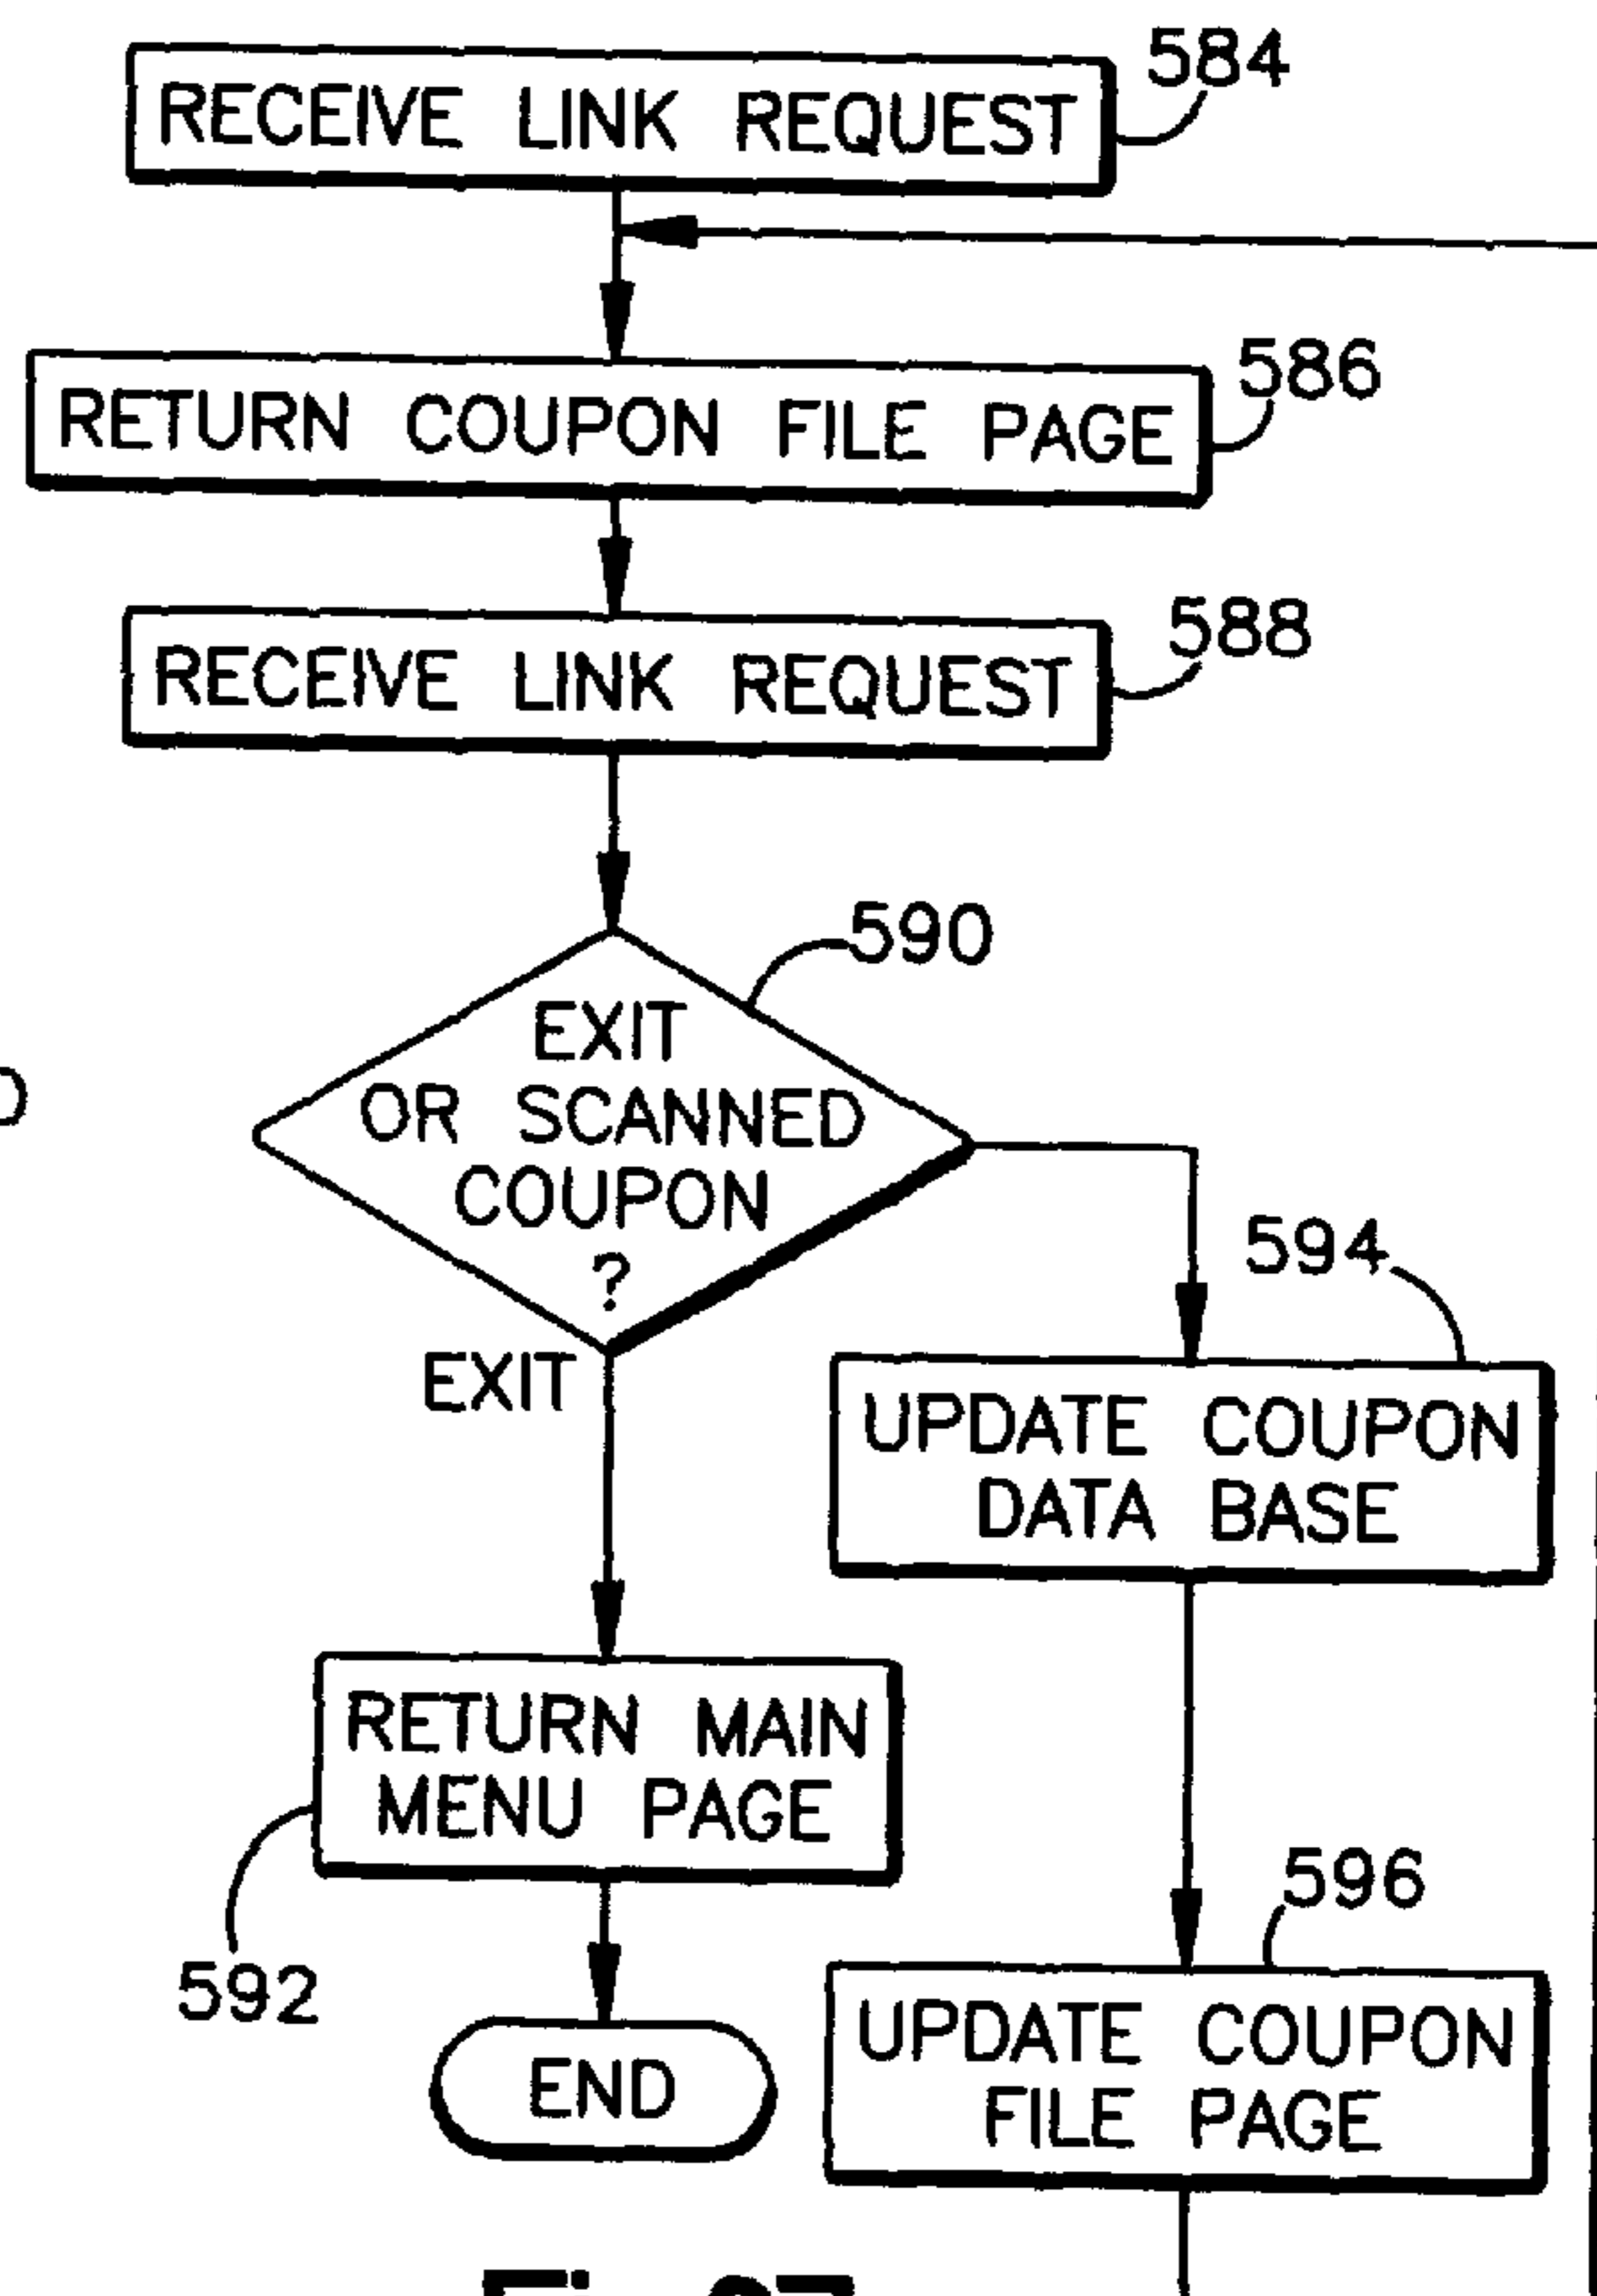 584
RECEIVE LINK REQUEST
586
RETURN COUPON FILE PAGE
588
RECEIVE LINK REQUEST
590
EXIT
OR SCANNED
COUPON
?
EXIT
594
UPDATE COUPON
DATA BASE
RETURN MAIN
MENU PAGE
592
596
UPDATE COUPON
FILE PAGE
END